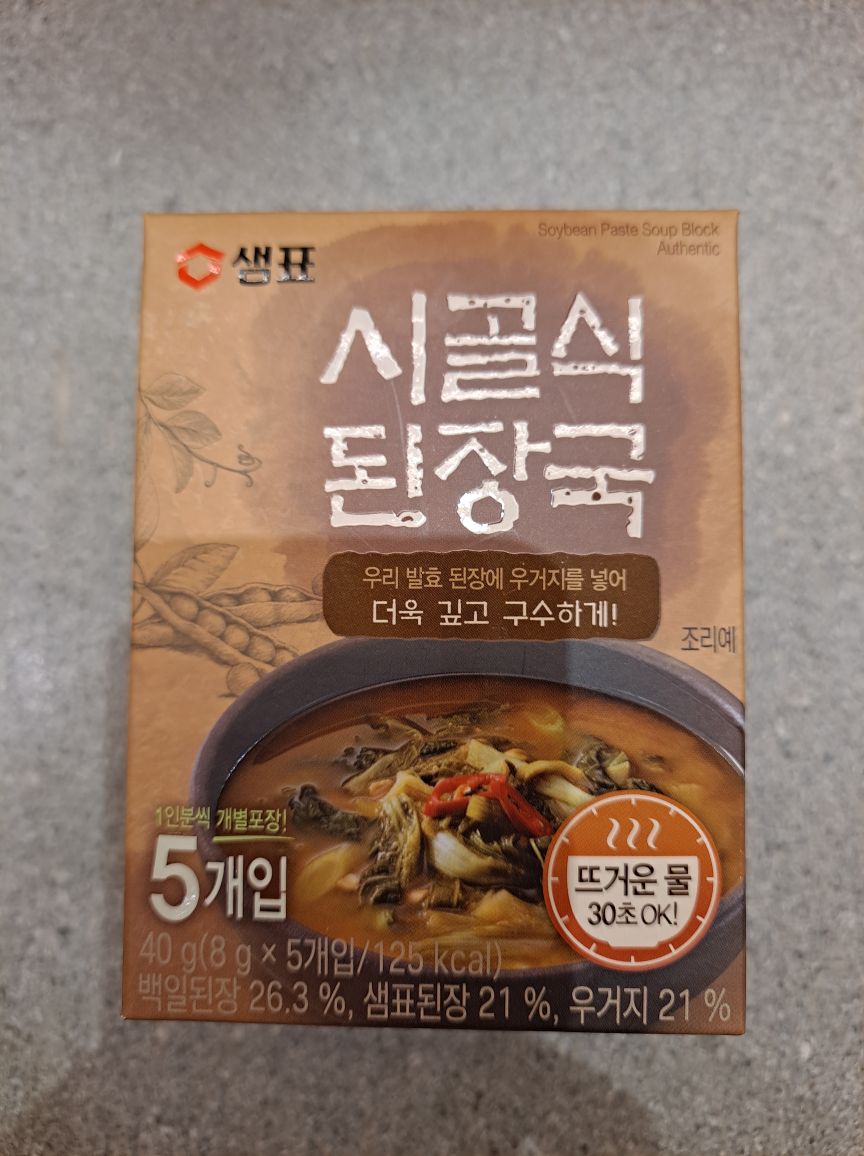 샘표
Soybean Paste Soup Block
Authentic
시골식
된장국
우리 발효 된장에 우거지를 넣어
더욱 깊고 구수하게!
조리예
1인분씩 개별포장!
5개입
뜨거운 물
30초 OK!
40 g(8 g × 5개입/125 kcal)
백일된장 26.3 %, 샘표된장 21 %, 우거지 21 %